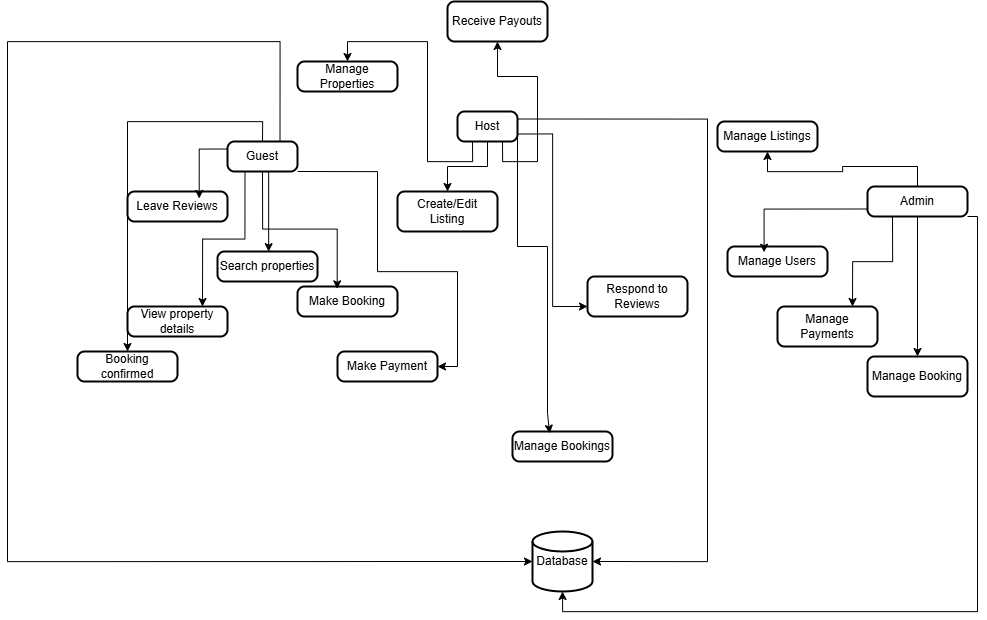 Receive Payouts
Manage
Properties
Host
Manage Listings
Guest
Admin
Leave Reviews
Create/Edit
Listing
Search properties
Manage Users
Make Booking
Respond to
Reviews
View property
details
Manage
Payments
Booking
confirmed
Make Payment
Manage Booking
Manage Bookings
Database